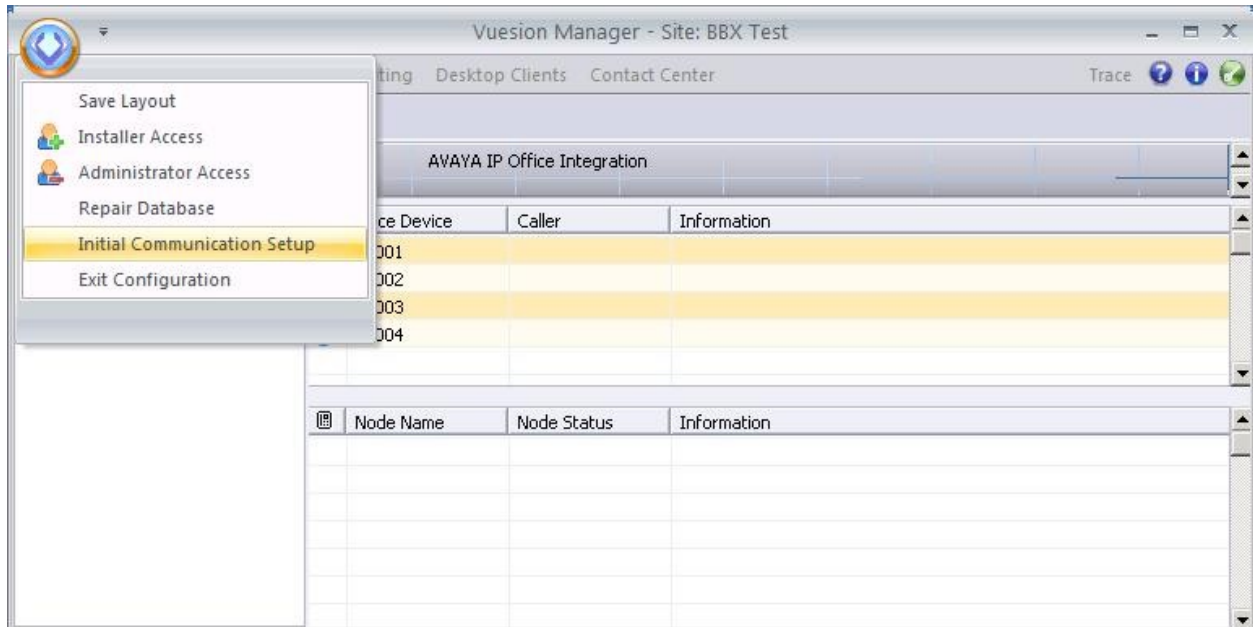 Vuesion Manager - Site: BBX Test
ting Desktop Clients Contact Center Trace
Save Layout
Installer Access
Administrator Access
Repair Database
Initial Communication Setup
Exit Configuration
AVAYA IP Office Integration
ce Device Caller Information
001
002
003
004
Node Name Node Status Information